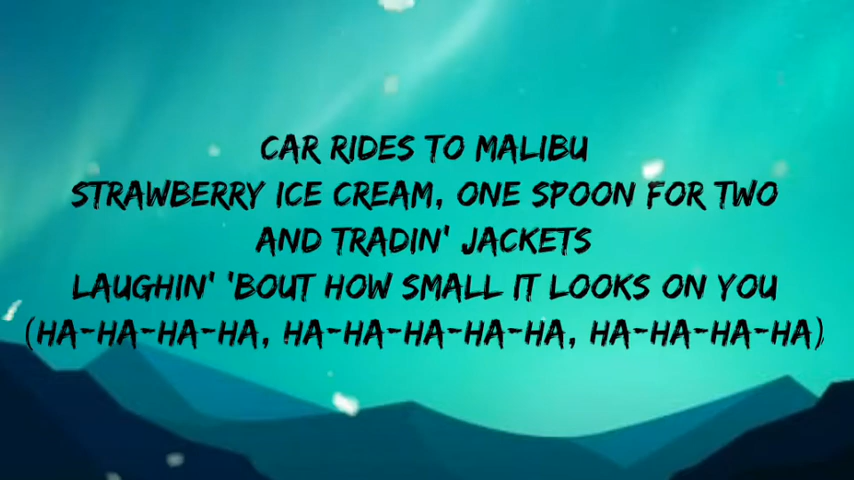 CAR RIDES TO MALIBU
STRAWBERRY ICE CREAM, ONE SPOON FOR TWO
AND TRADIN' JACKETS
LAUGHIN' 'BOUT HOW SMALL IT LOOKS ON YOU
(HA-HA-HA-HA, HA-HA-HA-HA-HA, HA-HA-HA-HA)